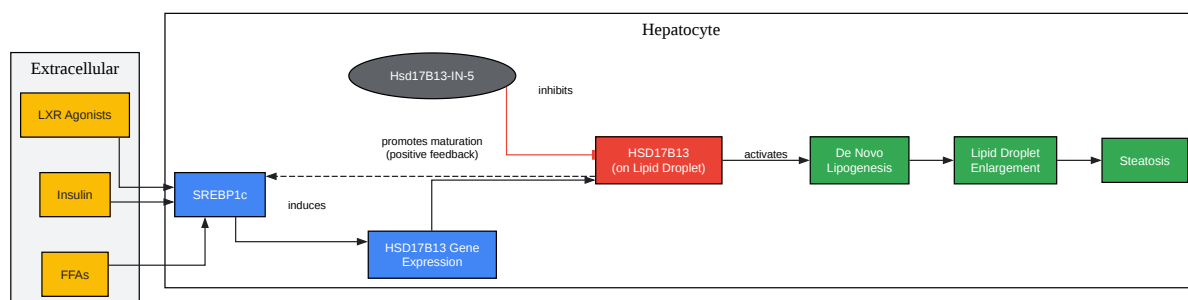 Hepatocyte
Extracellular
LXR Agonists
Insulin
FFAs
Hsd17B13-IN-5
inhibits
promotes maturation
(positive feedback)
SREBP1c
induces
HSD17B13 Gene
Expression
HSD17B13
(on Lipid Droplet)
activates
De Novo
Lipogenesis
Lipid Droplet
Enlargement
Steatosis